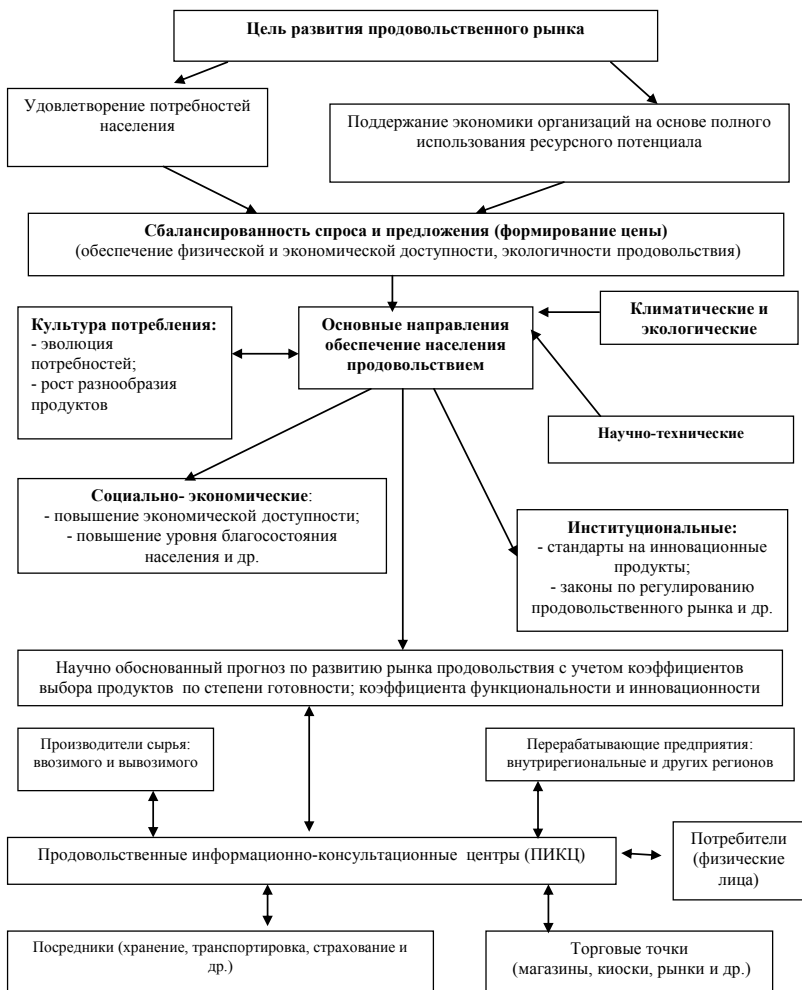 Цель развития продовольственного рынка
Удовлетворение потребностей
населения
Поддержание экономики организаций на основе полного
использования ресурсного потенциала
Сбалансированность спроса и предложения (формирование цены)
(обеспечение физической и экономической доступности, экологичности продовольствия)
Культура потребления:
- эволюция
потребностей;
- рост разнообразия
продуктов
Основные направления
обеспечение населения
продовольствием
Климатические и
экологические
Научно-технические
Социально- экономические:
- повышение экономической доступности;
- повышение уровня благосостояния
населения и др.
Институциональные:
- стандарты на инновационные
продукты;
- законы по регулированию
продовольственного рынка и др.
Научно обоснованный прогноз по развитию рынка продовольствия с учетом коэффициентов
выбора продуктов по степени готовности; коэффициента функциональности и инновационности
Производители сырья:
ввозимого и вывозимого
Перерабатывающие предприятия:
внутрирегиональные и других регионов
Продовольственные информационно-консультационные центры (ПИКЦ)
Потребители
(физические
лица)
Посредники (хранение, транспортировка, страхование и
др.)
Торговые точки
(магазины, киоски, рынки и др.)